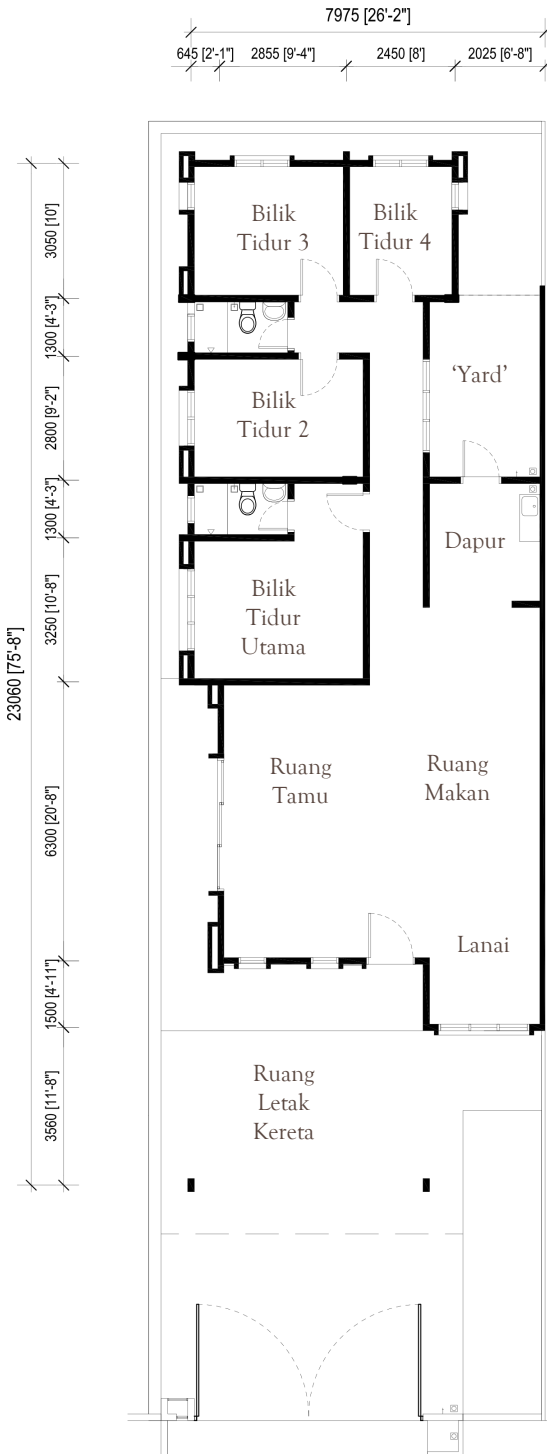 7975 [26'-2"]
645 [2'-1"] 2855 [9'-4"] 2450 [8'] 2025 [6'-8"]
23060 [75'-8"]
3050 [10']
1300 [4'-3"]
2800 [9'-2"]
1300 [4'-3"]
3250 [10'-8"]
6300 [20'-8"]
1500 [4'-11"]
3560 [11'-8"]
Bilik
Tidur 3
Bilik
Tidur 4
'Yard'
Bilik
Tidur 2
Dapur
Bilik
Tidur
Utama
Ruang
Tamu
Ruang
Makan
Lanai
Ruang
Letak
Kereta